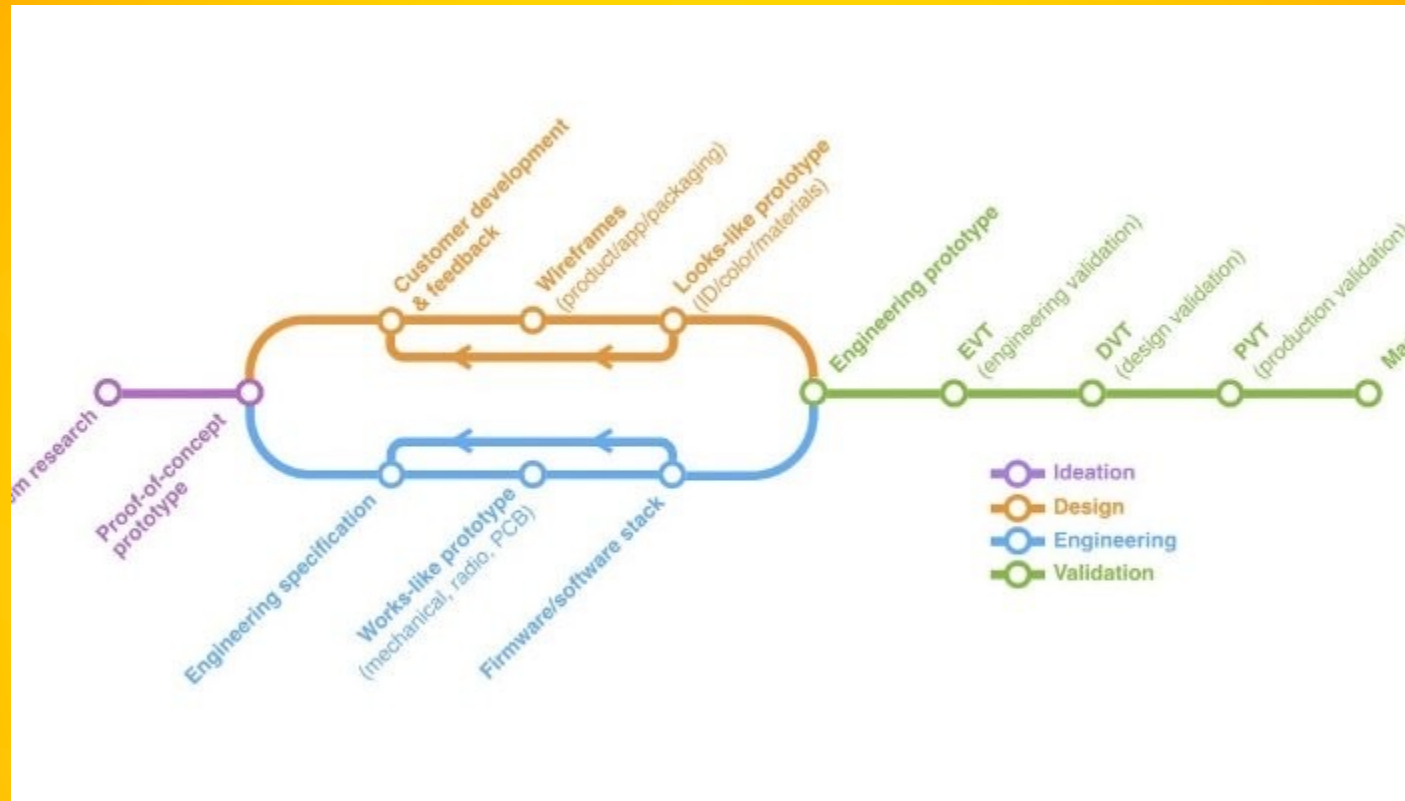 Customer development
& feedback
Wireframes
(product/app/packaging)
Looks-like prototype
(ID/color/materials)
Engineering prototype
EVT
(engineering validation)
DVT
(design validation)
PVT
(production validation)
research
Proof-of-concept
prototype
Engineering specification
Works-like prototype
(mechanical, radio, PCB)
Firmware/software stack
Ideation
Design
Engineering
Validation